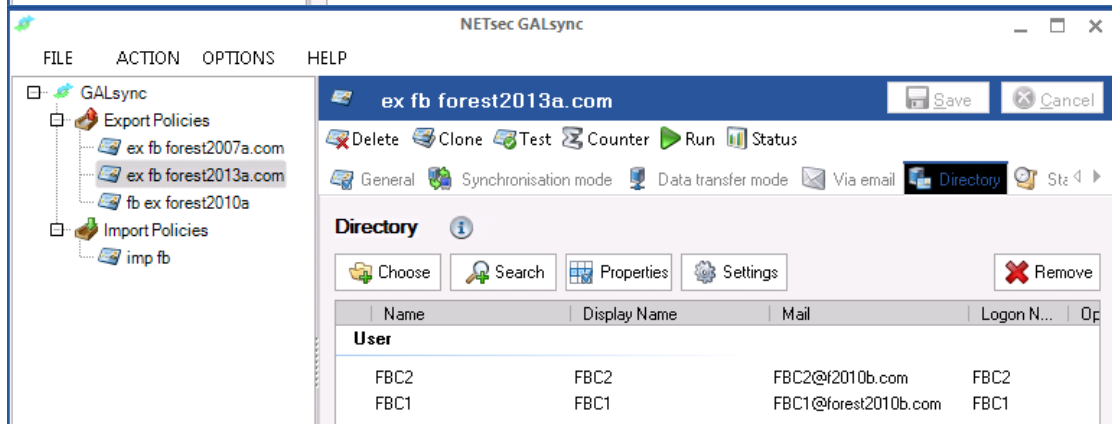 NETsec GALsync
FILE ACTION OPTIONS HELP
GALsync
Export Policies
ex fb forest2007a.com
ex fb forest2013a.com
fb ex forest2010a
Import Policies
imp fb
ex fb forest2013a.com Save Cancel
Delete Clone Test Counter Run Status
General Synchronisation mode Data transfer mode Via email Directory Sta
Directory
Choose Search Properties Settings Remove
Name Display Name Mail Logon N... Op
User
FBC2 FBC2 FBC2@f2010b.com FBC2
FBC1 FBC1 FBC1@forest2010b.com FBC1